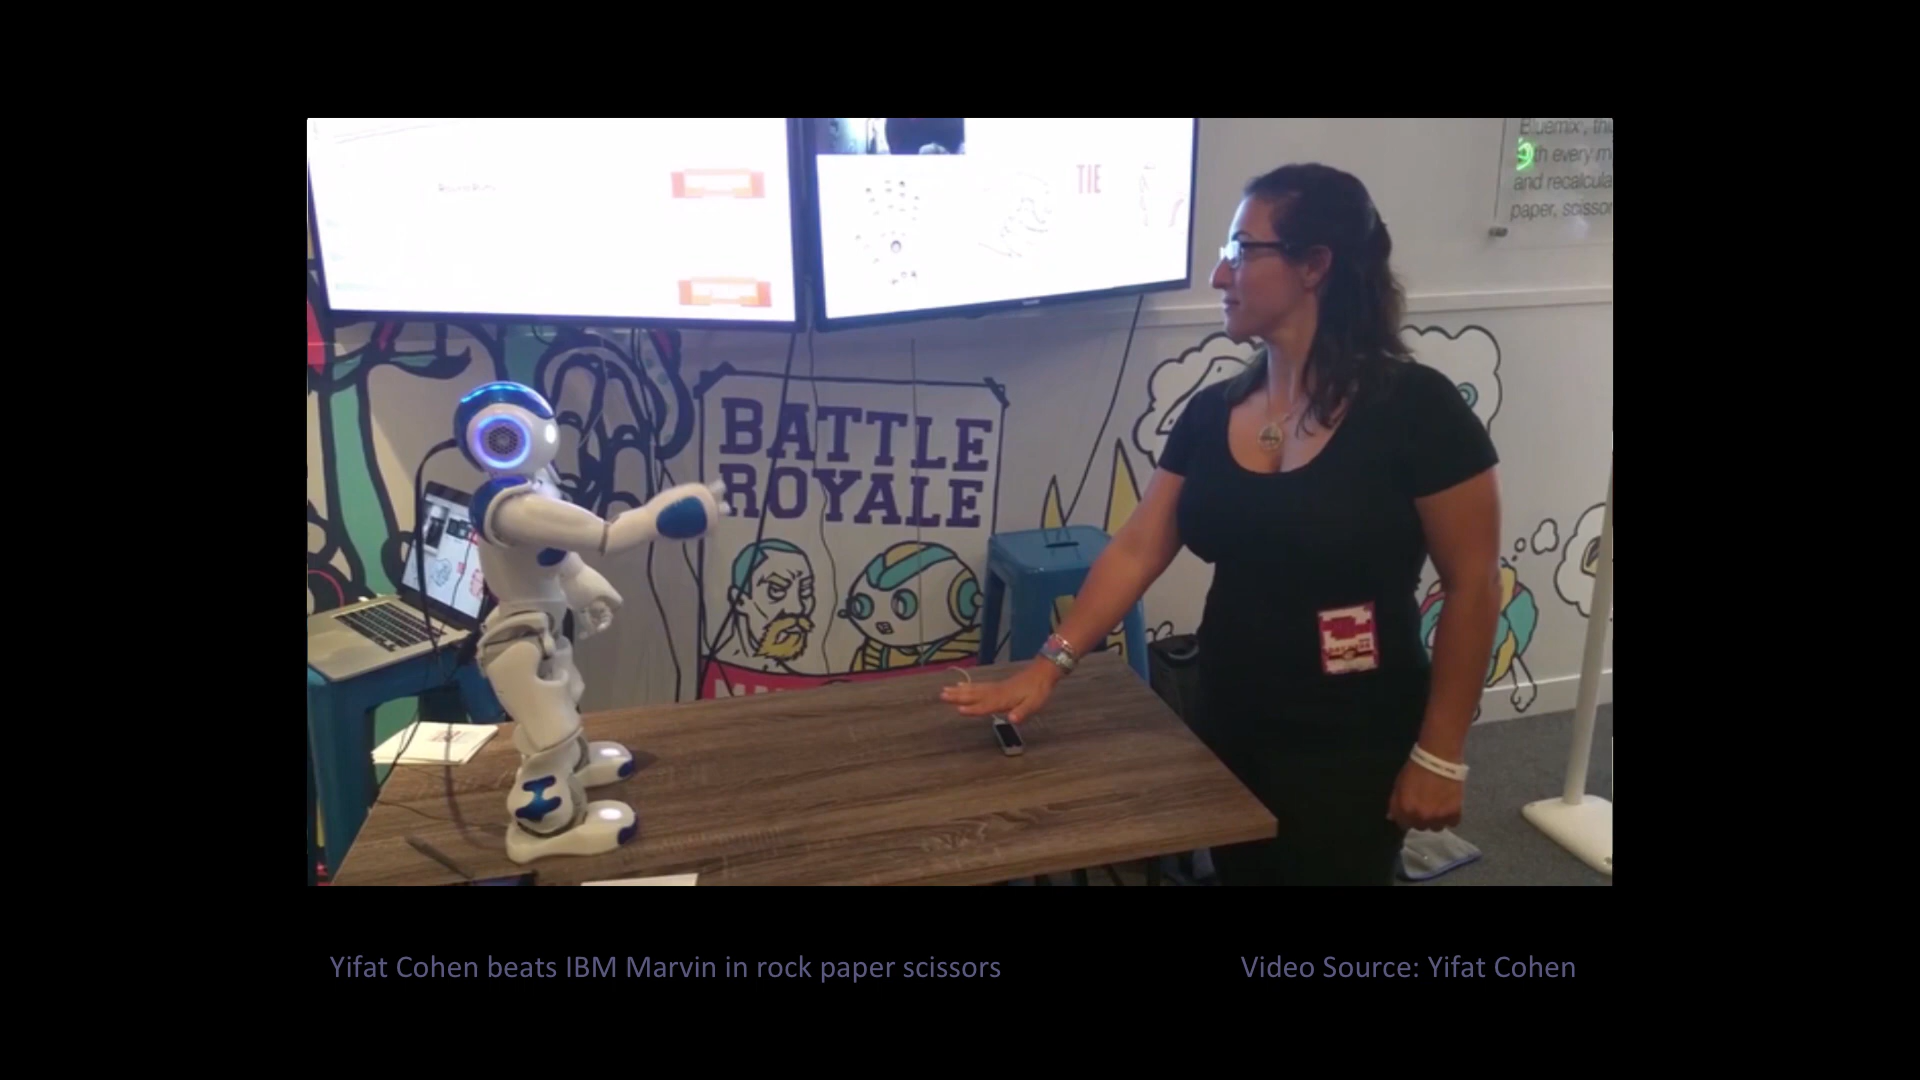 TIE
Bluemix, thi
th every m
and recalcula
paper, scissor
BATTLE
ROYALE
Yifat Cohen beats IBM Marvin in rock paper scissors
Video Source: Yifat Cohen